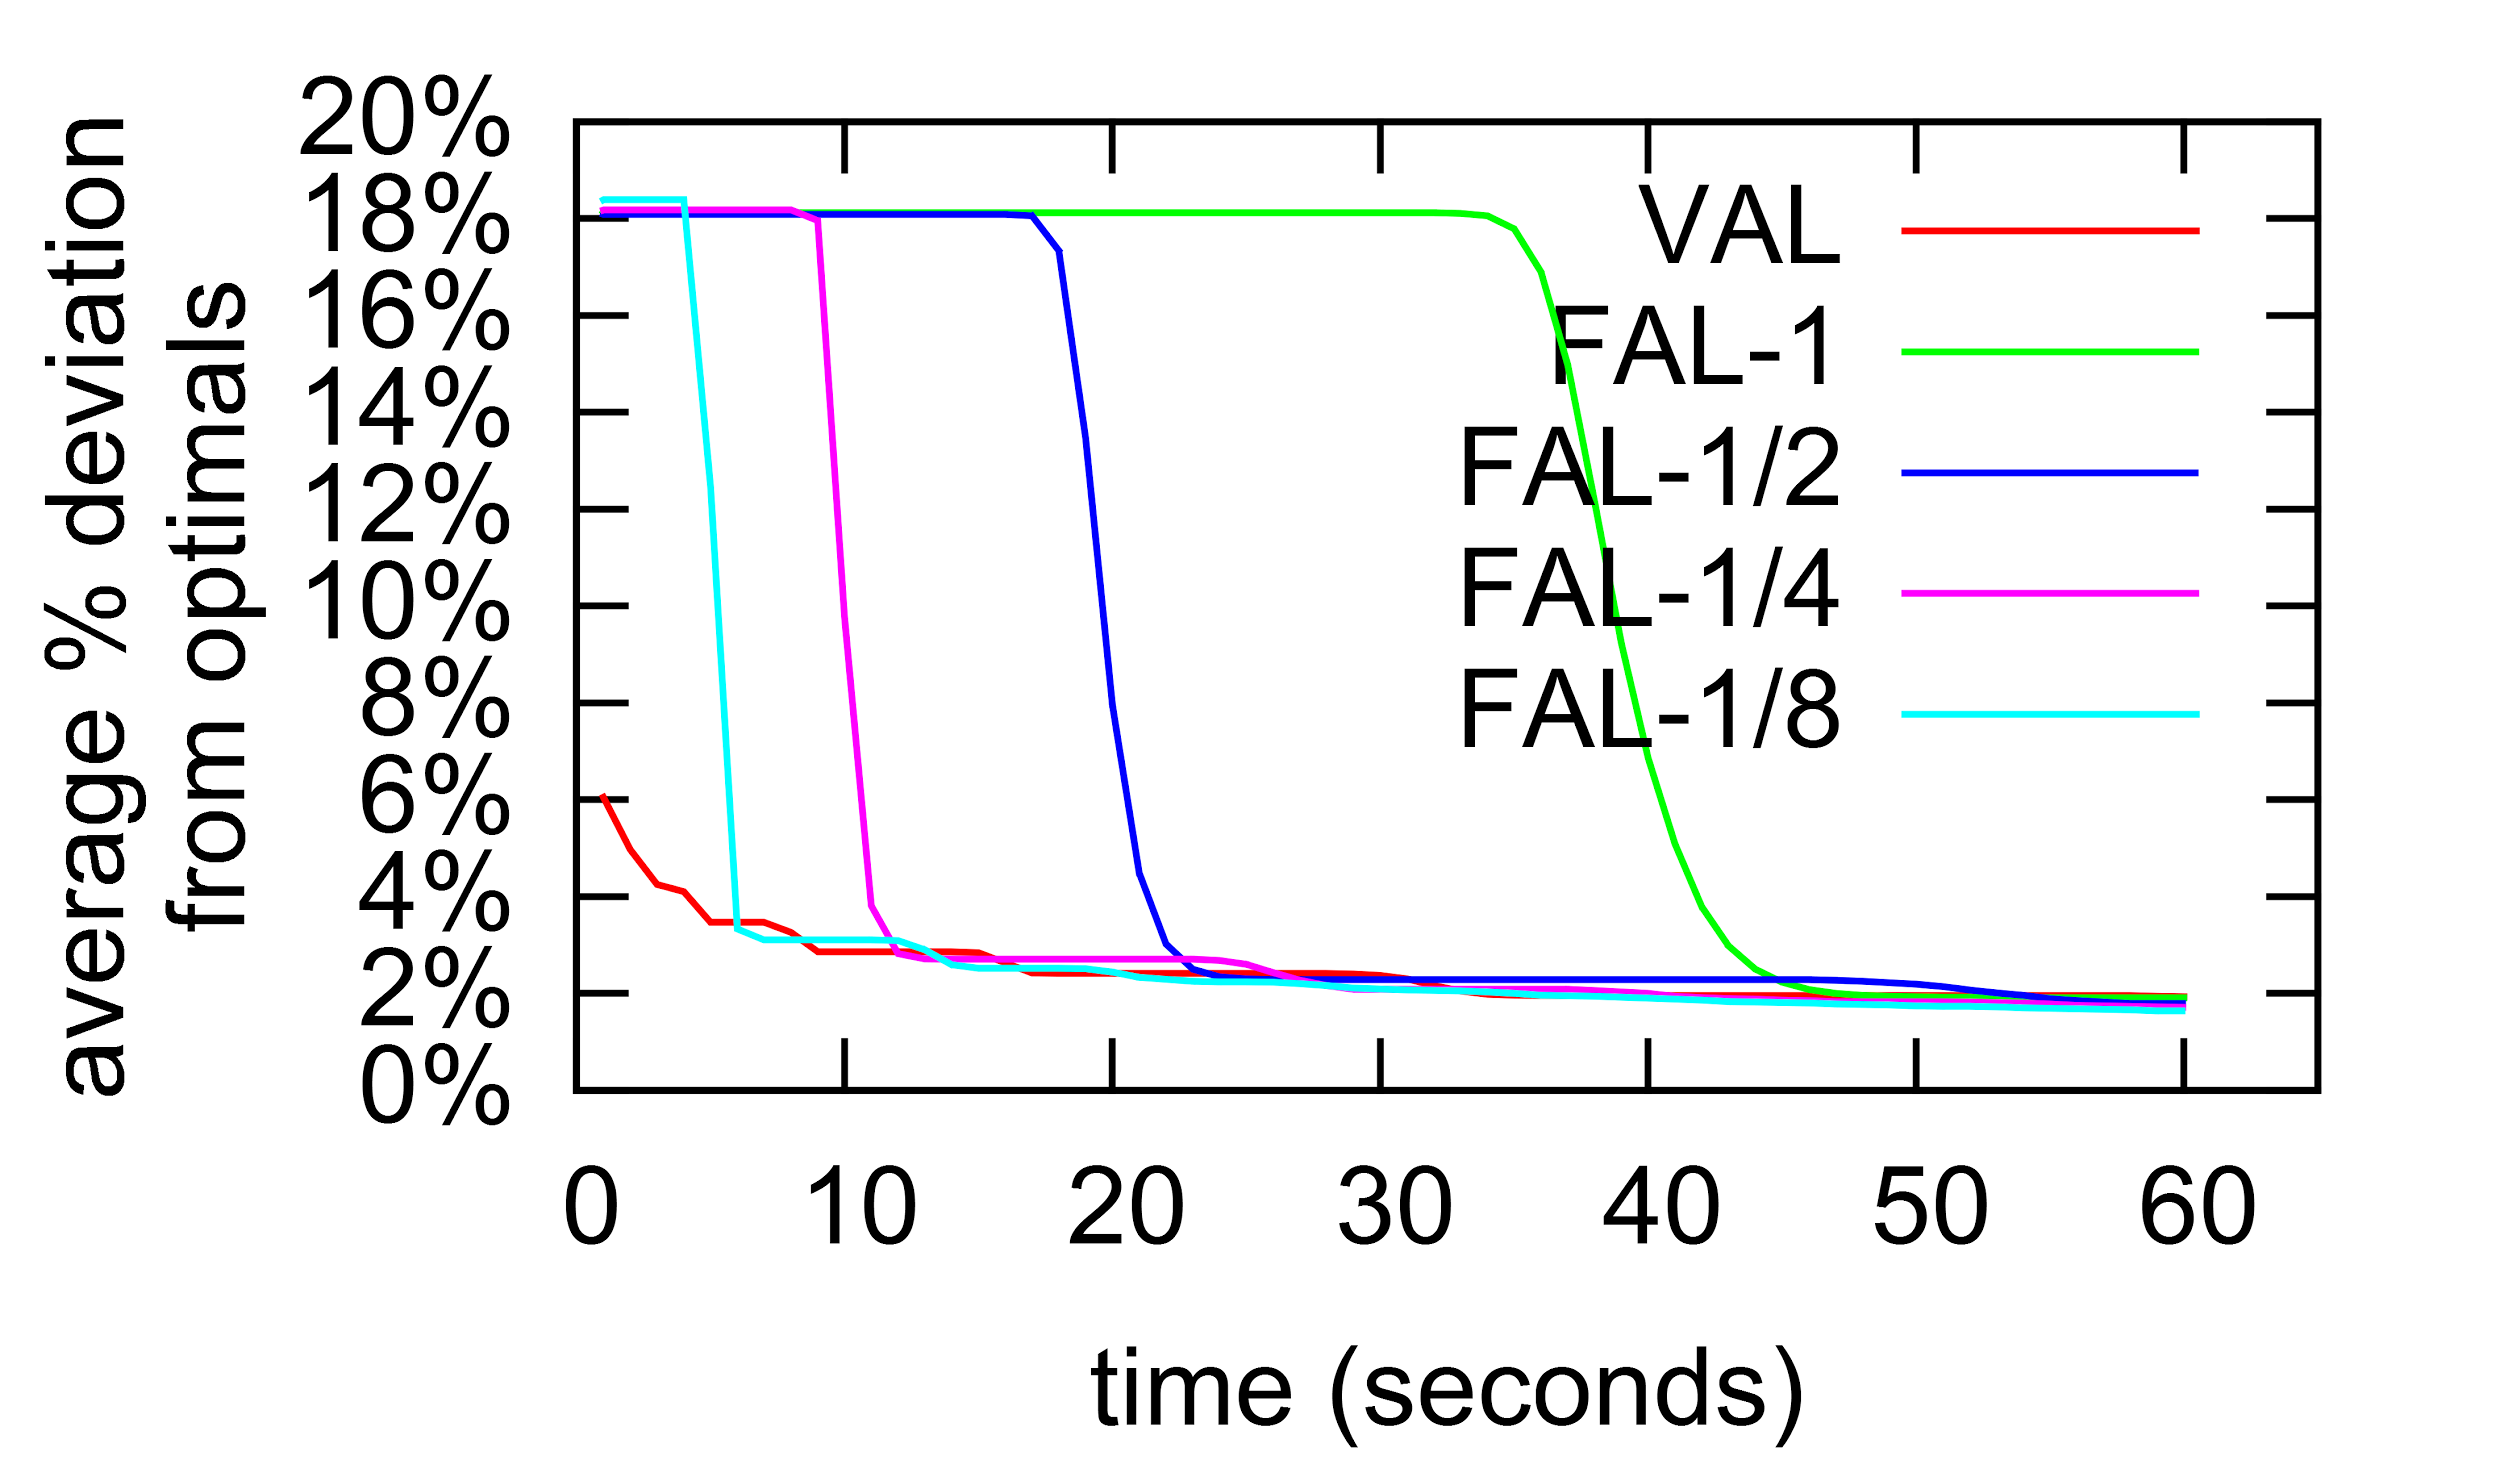 average % deviation
from optimals
20%
18%
16%
14%
12%
10%
8%
6%
4%
2%
0%
VAL
FAL-1
FAL-1/2
FAL-1/4
FAL-1/8
0 10 20 30 40 50 60
time (seconds)